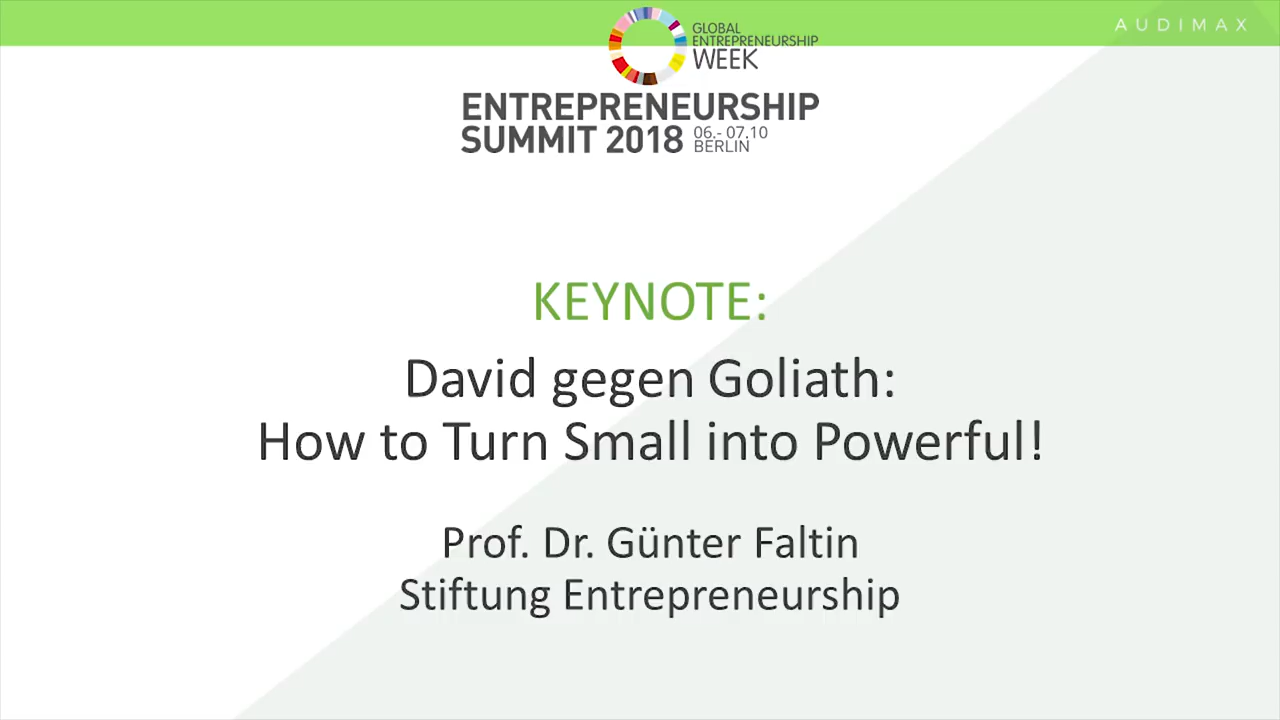 AUDIMAX
GLOBAL
ENTREPRENEURSHIP
WEEK
ENTREPRENEURSHIP
SUMMIT 2018 06.- 07.10
BERLIN
KEYNOTE:
David gegen Goliath:
How to Turn Small into Powerful!
Prof. Dr. Günter Faltin
Stiftung Entrepreneurship